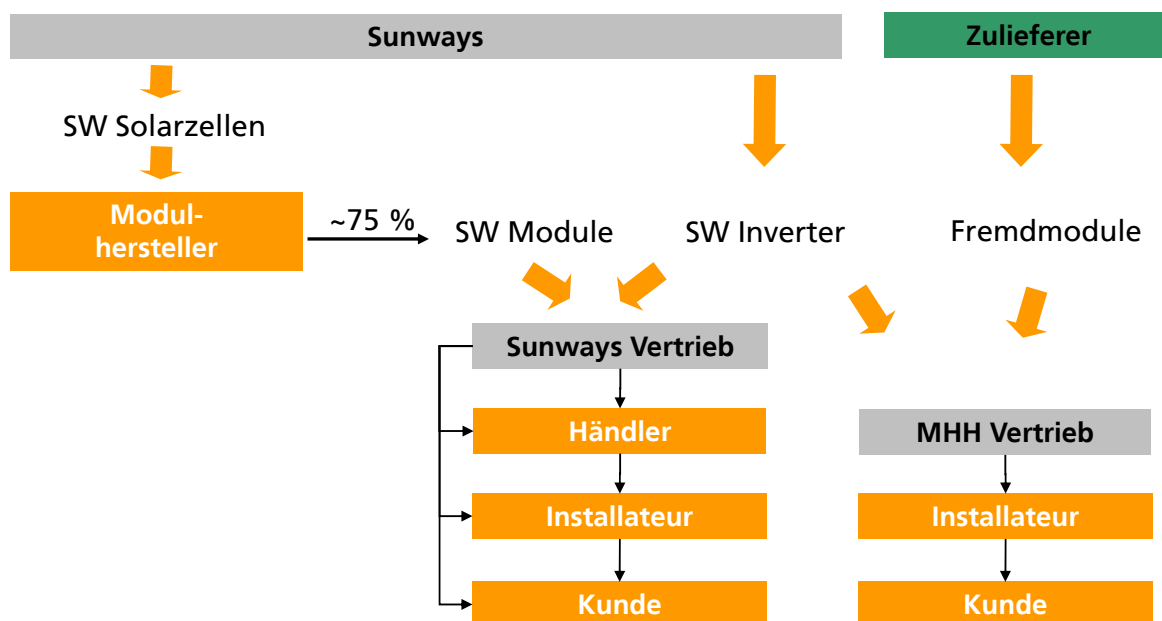 Sunways
Zulieferer
SW Solarzellen
Modul-
hersteller
~75 %
SW Module
SW Inverter
Fremdmodule
Sunways Vertrieb
Händler
MHH Vertrieb
Installateur
Installateur
Kunde
Kunde